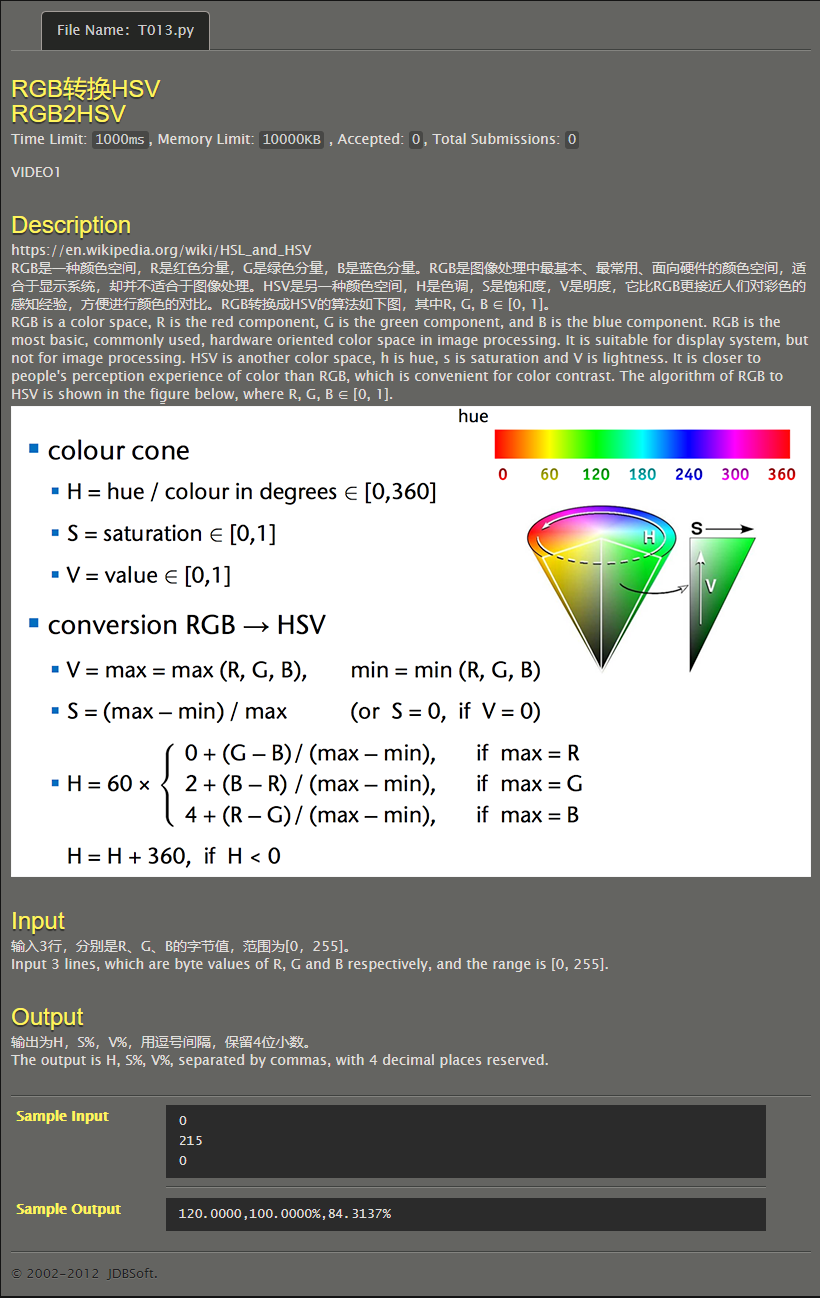 File Name: T013.py
RGB转换HSV
RGB2HSV
Time Limit: 1000ms, Memory Limit: 10000KB , Accepted: 0, Total Submissions: 0
VIDEO1
Description
https://en.wikipedia.org/wiki/HSL_and_HSV
RGB是一种颜色空间，R是红色分量，G是绿色分量，B是蓝色分量。RGB是图像处理中最基本、最常用、面向硬件的颜色空间，适
合于显示系统，却并不适合于图像处理。HSV是另一种颜色空间，H是色调，S是饱和度，V是明度，它比RGB更接近人们对彩色的
感知经验，方便进行颜色的对比。RGB转换成HSV的算法如下图，其中R, G, B ∈ [0, 1]。
RGB is a color space, R is the red component, G is the green component, and B is the blue component. RGB is the
most basic, commonly used, hardware oriented color space in image processing. It is suitable for display system, but
not for image processing. HSV is another color space, h is hue, s is saturation and V is lightness. It is closer to
people's perception experience of color than RGB, which is convenient for color contrast. The algorithm of RGB to
HSV is shown in the figure below, where R, G, B ∈ [0, 1].
hue
0 60 120 180 240 300 360
colour cone
H = hue / colour in degrees ∈ [0,360]
S = saturation ∈ [0,1]
V = value ∈ [0,1]
H
S
V
conversion RGB → HSV
V = max = max (R, G, B), min = min (R, G, B)
S = (max – min) / max (or S = 0, if V = 0)
H = 60 × { 0 + (G – B) / (max – min), if max = R
2 + (B – R) / (max – min), if max = G
4 + (R – G) / (max – min), if max = B
H = H + 360, if H < 0
Input
输入3行，分别是R、G、B的字节值，范围为[0，255]。
Input 3 lines, which are byte values of R, G and B respectively, and the range is [0, 255].
Output
输出为H，S%，V%，用逗号间隔，保留4位小数。
The output is H, S%, V%, separated by commas, with 4 decimal places reserved.
Sample Input
0
215
0
Sample Output
120.0000,100.0000%,84.3137%
© 2002-2012 JDBSoft.